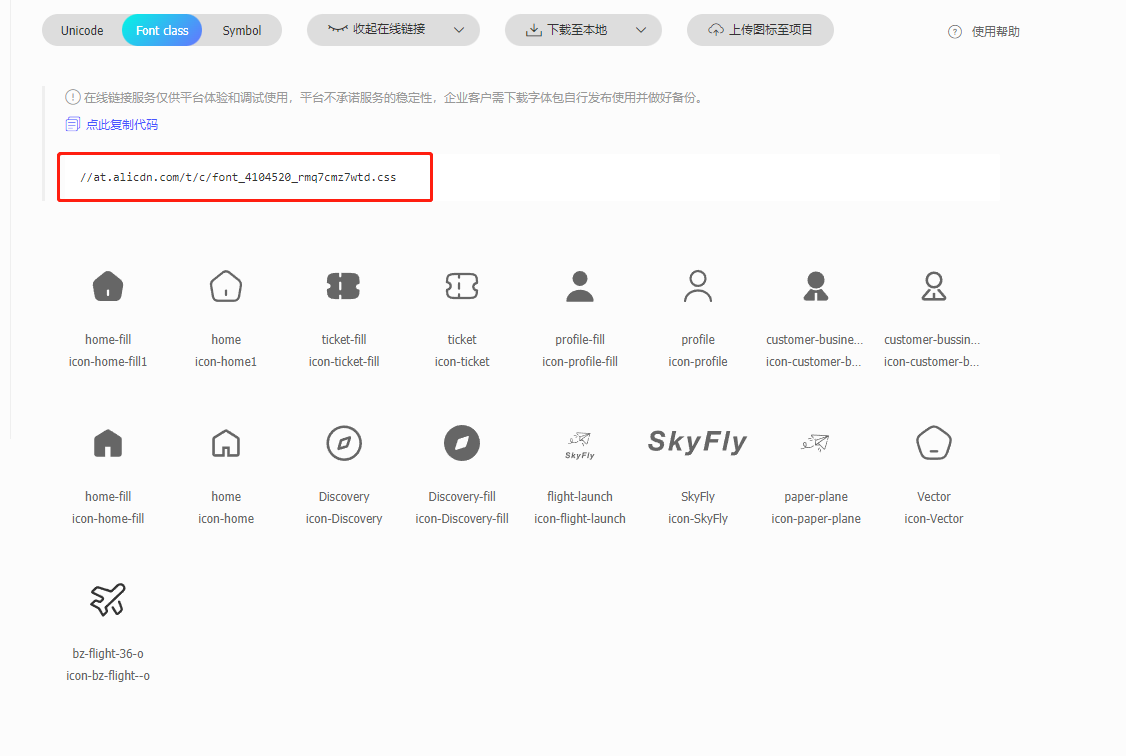 Unicode Font class Symbol 收起在线链接 下载至本地 上传图标至项目 ? 使用帮助
! 在线链接服务仅供平台体验和调试使用，平台不承诺服务的稳定性，企业客户需下载字体包自行发布使用并做好备份。
点此复制代码
//at.alicdn.com/t/c/font_4104520_rmq7cmz7wtd.css
home-fill home ticket-fill ticket profile-fill profile customer-busine... customer-bussin...
icon-home-fill1 icon-home1 icon-ticket-fill icon-ticket icon-profile-fill icon-profile icon-customer-b... icon-customer-b...
SkyFly SkyFly
home-fill home Discovery Discovery-fill flight-launch SkyFly paper-plane Vector
icon-home-fill icon-home icon-Discovery icon-Discovery-fill icon-flight-launch icon-SkyFly icon-paper-plane icon-Vector
bz-flight-36-o
icon-bz-flight--o